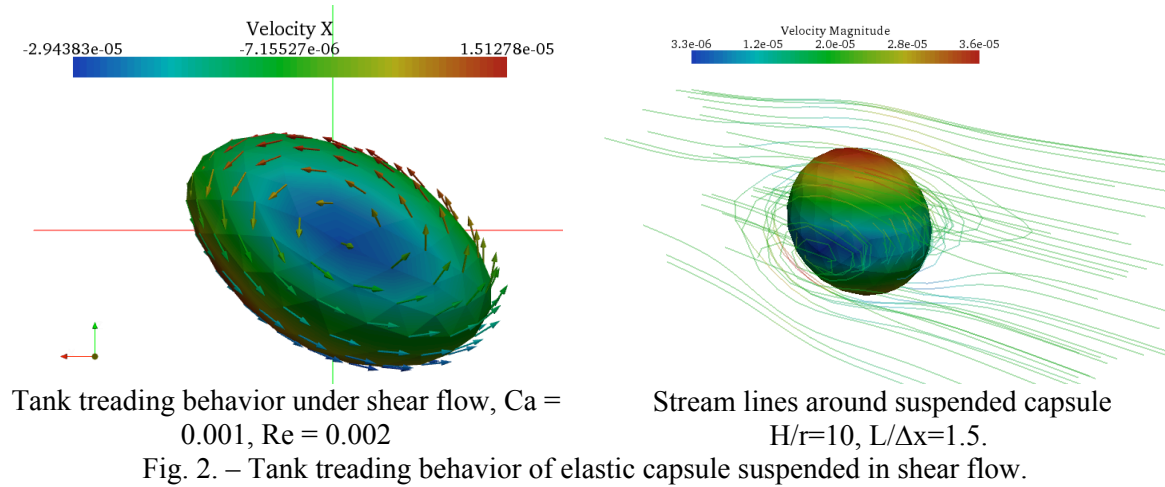 Velocity X
-2.94383e-05 -7.15527e-06 1.51278e-05
Velocity Magnitude
3.3e-06 1.2e-05 2.0e-05 2.8e-05 3.6e-05
Tank treading behavior under shear flow, Ca =
0.001, Re = 0.002
Stream lines around suspended capsule
H/r=10, L/Δx=1.5.
Fig. 2. – Tank treading behavior of elastic capsule suspended in shear flow.